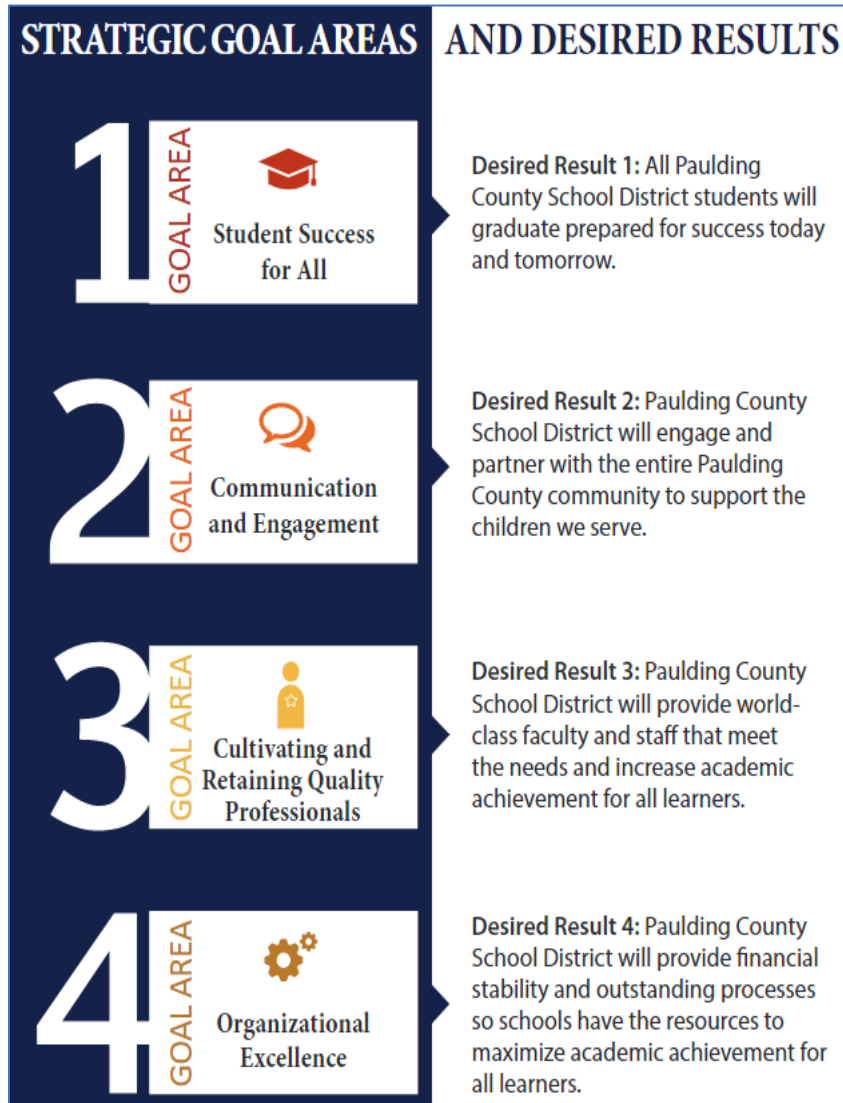 STRATEGIC GOAL AREAS AND DESIRED RESULTS
1
GOAL AREA
Student Success
for All
Desired Result 1: All Paulding
County School District students will
graduate prepared for success today
and tomorrow.
2
GOAL AREA
Communication
and Engagement
Desired Result 2: Paulding County
School District will engage and
partner with the entire Paulding
County community to support the
children we serve.
3
GOAL AREA
Cultivating and
Retaining Quality
Professionals
Desired Result 3: Paulding County
School District will provide world-
class faculty and staff that meet
the needs and increase academic
achievement for all learners.
4
GOAL AREA
Organizational
Excellence
Desired Result 4: Paulding County
School District will provide financial
stability and outstanding processes
so schools have the resources to
maximize academic achievement for
all learners.